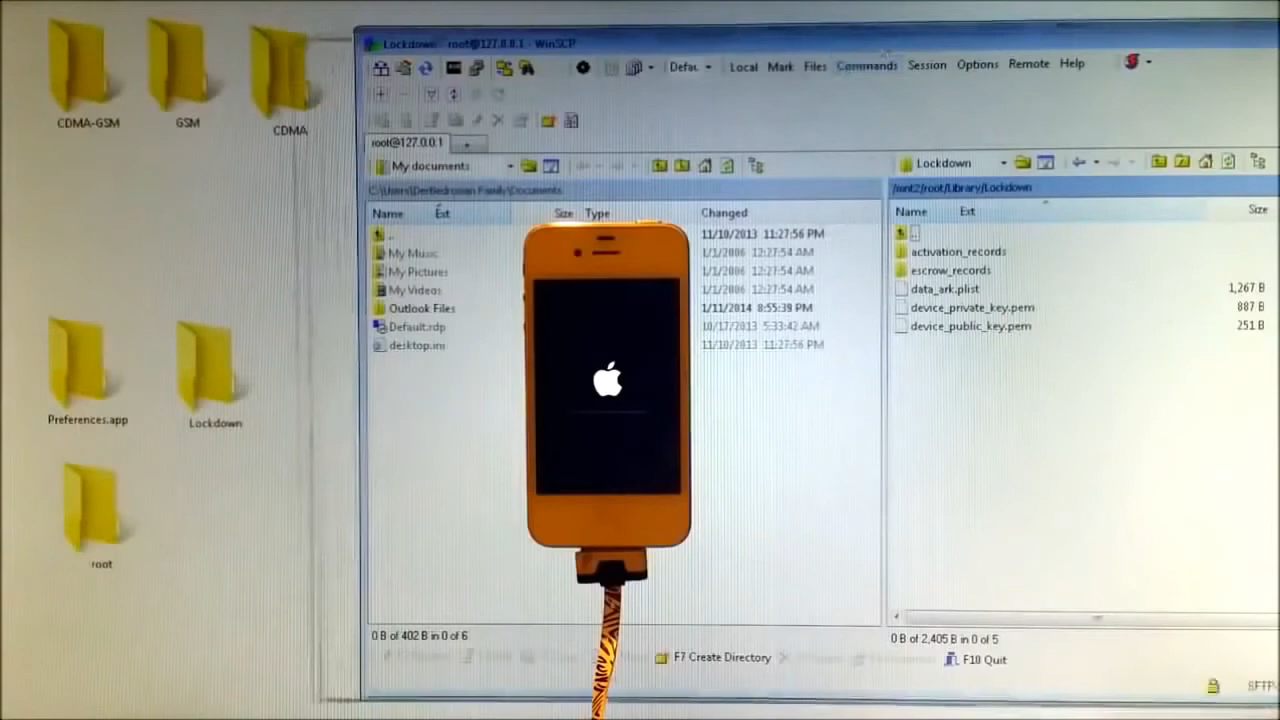 CDMA-GSM
GSM
CDMA
Preferences.app
Lockdown
root
Lockdown - root@127.0.0.1 - WinSCP
Local Mark Files Commands Session Options Remote Help
root@127.0.0.1
My documents
C:\Users\DerBedrosian Family\Documents
Name Ext Size Type Changed
.. 11/10/2013 11:27:56 PM
My Music 1/1/2006 12:27:54 AM
My Pictures 1/1/2006 12:27:54 AM
My Videos 1/1/2006 12:27:54 AM
Outlook Files 1/11/2014 8:55:39 PM
Default.rdp 10/17/2013 5:33:42 AM
desktop.ini 11/10/2013 11:27:56 PM
0 B of 402 B in 0 of 6
Lockdown
/mnt2/root/Library/Lockdown
Name Ext Size
..
activation_records
escrow_records
data_ark.plist 1,267 B
device_private_key.pem 887 B
device_public_key.pem 251 B
0 B of 2,405 B in 0 of 5
F7 Create Directory
F10 Quit